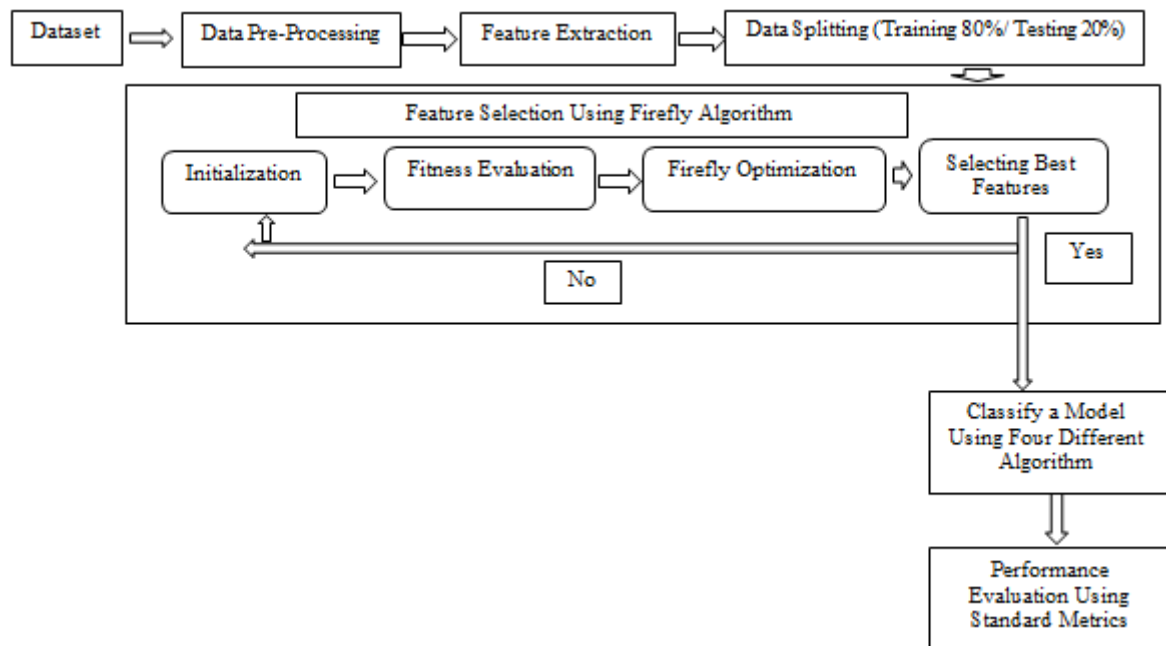 Dataset
Data Pre-Processing
Feature Extraction
Data Splitting (Training 80%/ Testing 20%)
Feature Selection Using Firefly Algorithm
Initialization
Fitness Evaluation
Firefly Optimization
Selecting Best
Features
No
Yes
Classify a Model
Using Four Different
Algorithm
Performance
Evaluation Using
Standard Metrics